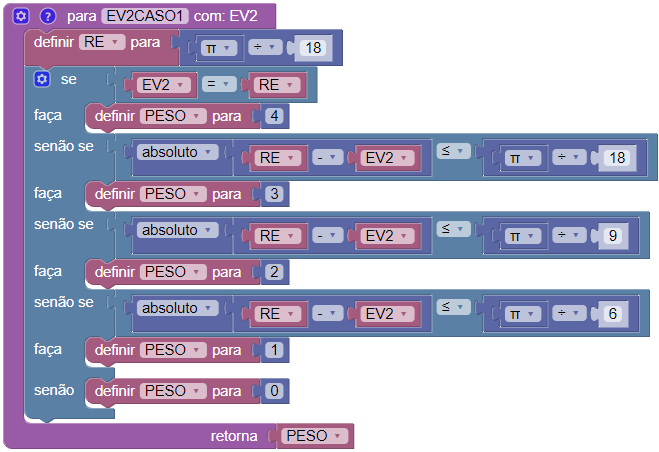 ? para EV2CASO1 com: EV2
definir RE para π ÷ 18
se EV2 = RE
faça definir PESO para 4
senão se absoluto RE - EV2 ≤ π ÷ 18
faça definir PESO para 3
senão se absoluto RE - EV2 ≤ π ÷ 9
faça definir PESO para 2
senão se absoluto RE - EV2 ≤ π ÷ 6
faça definir PESO para 1
senão definir PESO para 0
retorna PESO